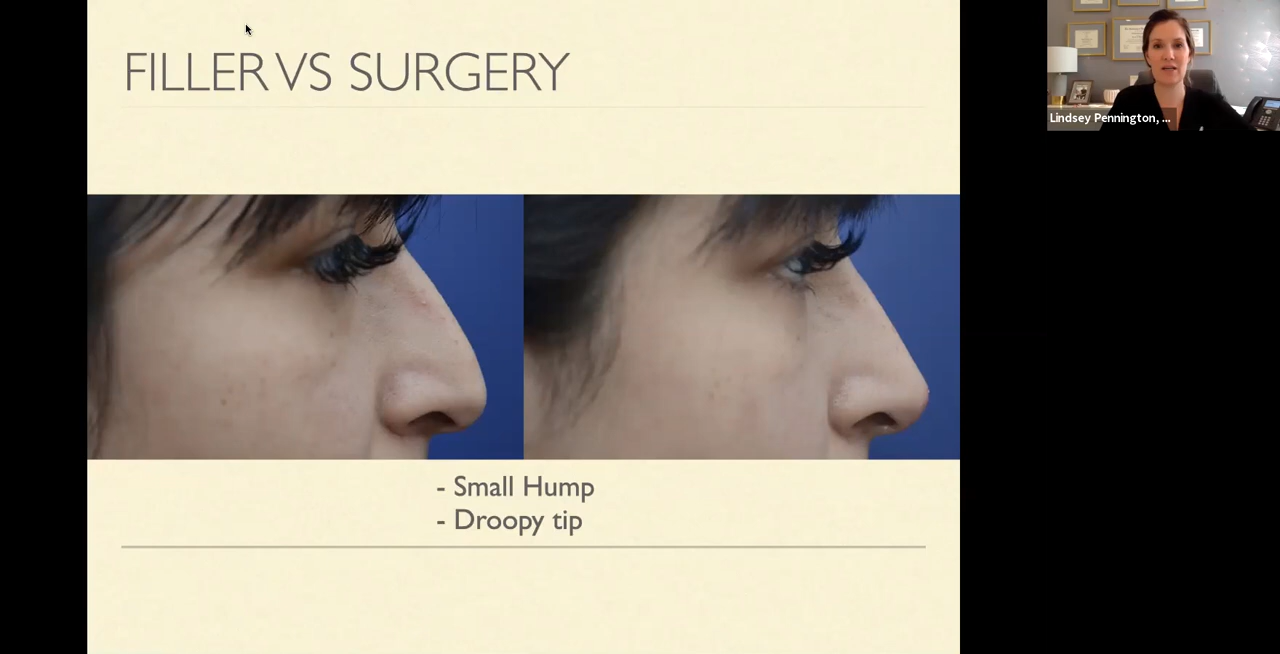 FILLER VS SURGERY
Lindsey Pennington, ...
- Small Hump
- Droopy tip